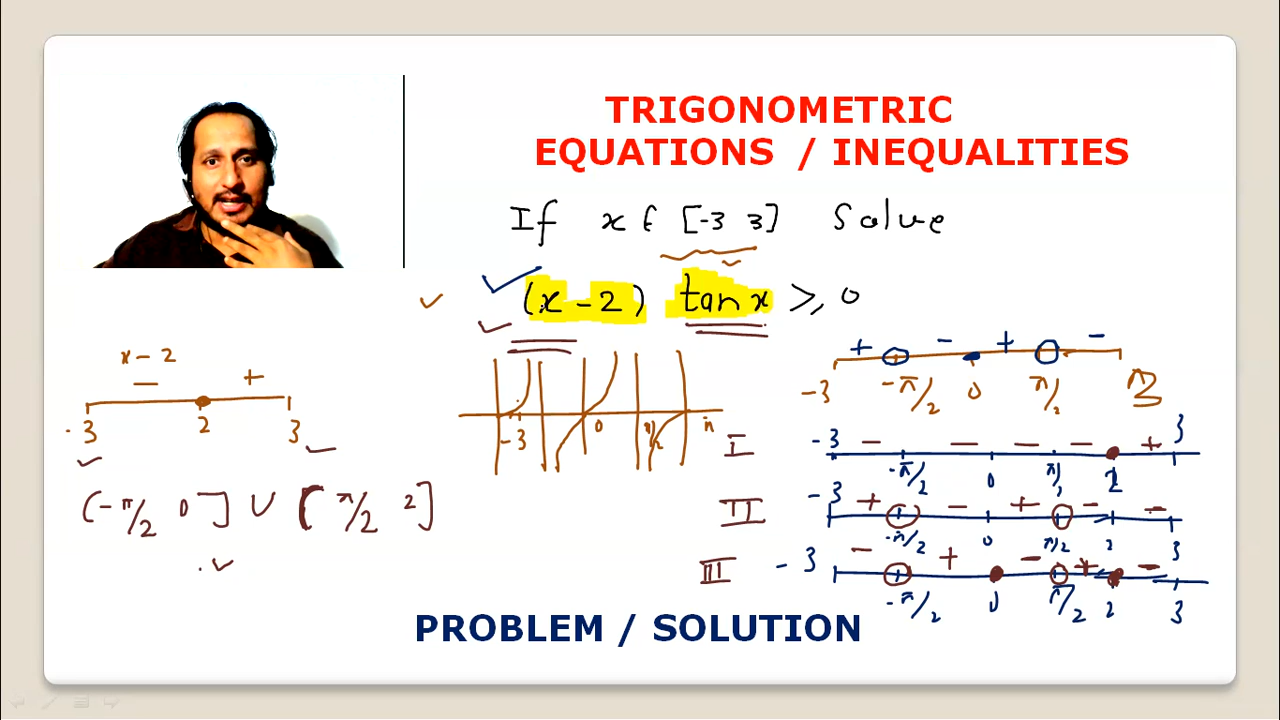 TRIGONOMETRIC
EQUATIONS / INEQUALITIES
If x ∈ [-3 3] Solve
(x-2) tan x ≥ 0
x-2
- +
-3 2 3
(-π/2 0] ∪ (π/2 2]
-3 0 π/2 π
+ - + -
-3 -π/2 0 π/2 3
I -3 - - - - + 3
-π/2 0 π/2 2
II -3 + - + - -
-π/2 0 π/2 2 3
III -3 - + - + -
-π/2 0 π/2 2 3
PROBLEM / SOLUTION